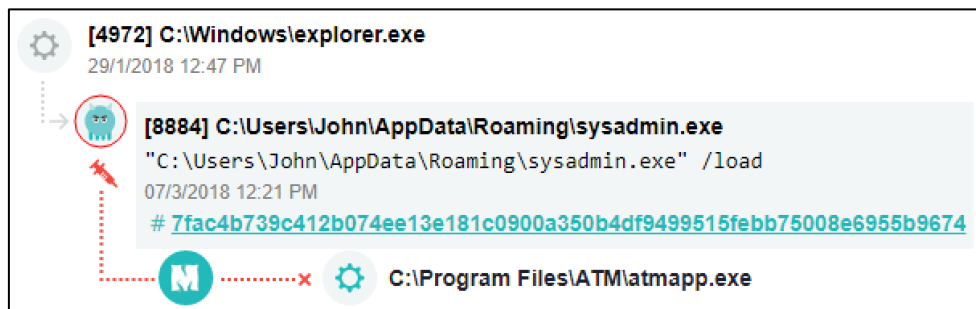 [4972] C:\Windows\explorer.exe
29/1/2018 12:47 PM
[8884] C:\Users\John\AppData\Roaming\sysadmin.exe
"C:\Users\John\AppData\Roaming\sysadmin.exe" /load
07/3/2018 12:21 PM
# 7fac4b739c412b074ee13e181c0900a350b4df9499515febb75008e6955b9674
M
C:\Program Files\ATM\atmapp.exe